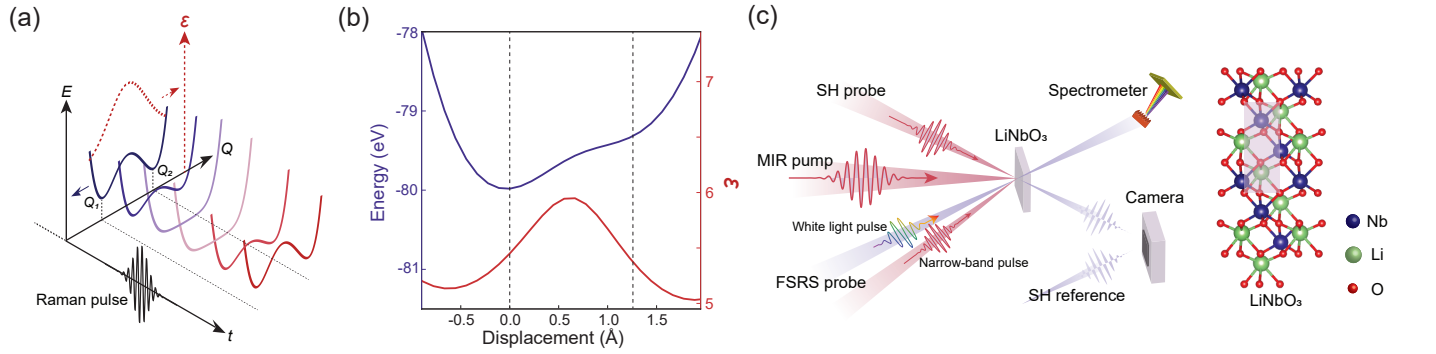 (a)
ε
E
Q
Q₂
Q₁
Raman pulse
t
(b)
-78
-79
-80
-81
Energy (eV)
7
6
5
ε
-0.5
0.0
0.5
1.0
1.5
Displacement (Å)
(c)
SH probe
MIR pump
White light pulse
FSRS probe
Narrow-band pulse
LiNbO₃
Spectrometer
Camera
SH reference
LiNbO₃
Nb
Li
O